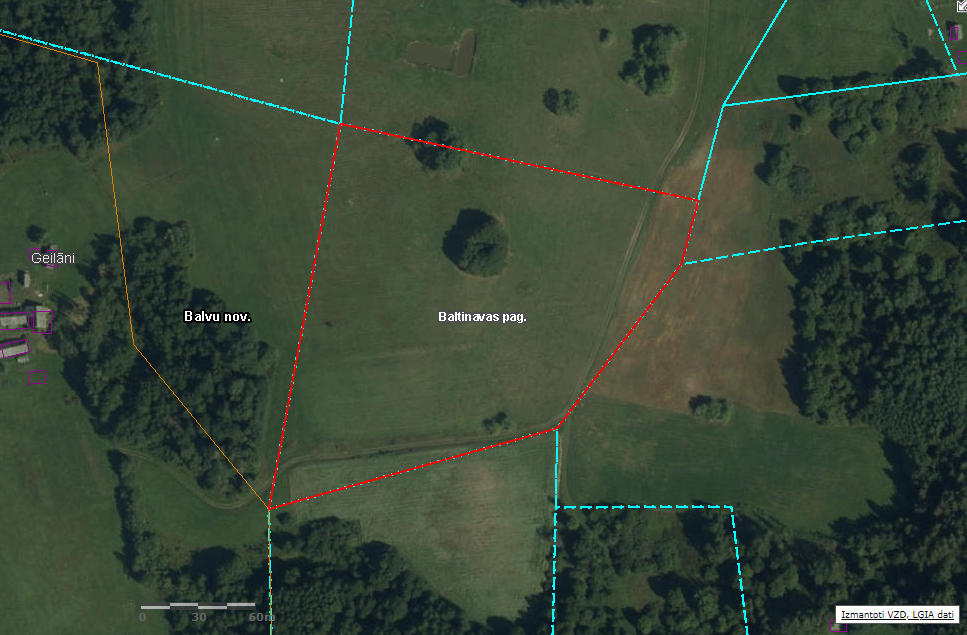 Geilāni
Balvu nov.
Baltinavas pag.
0 30 60m
Izmantoti VZD, LGIA dati